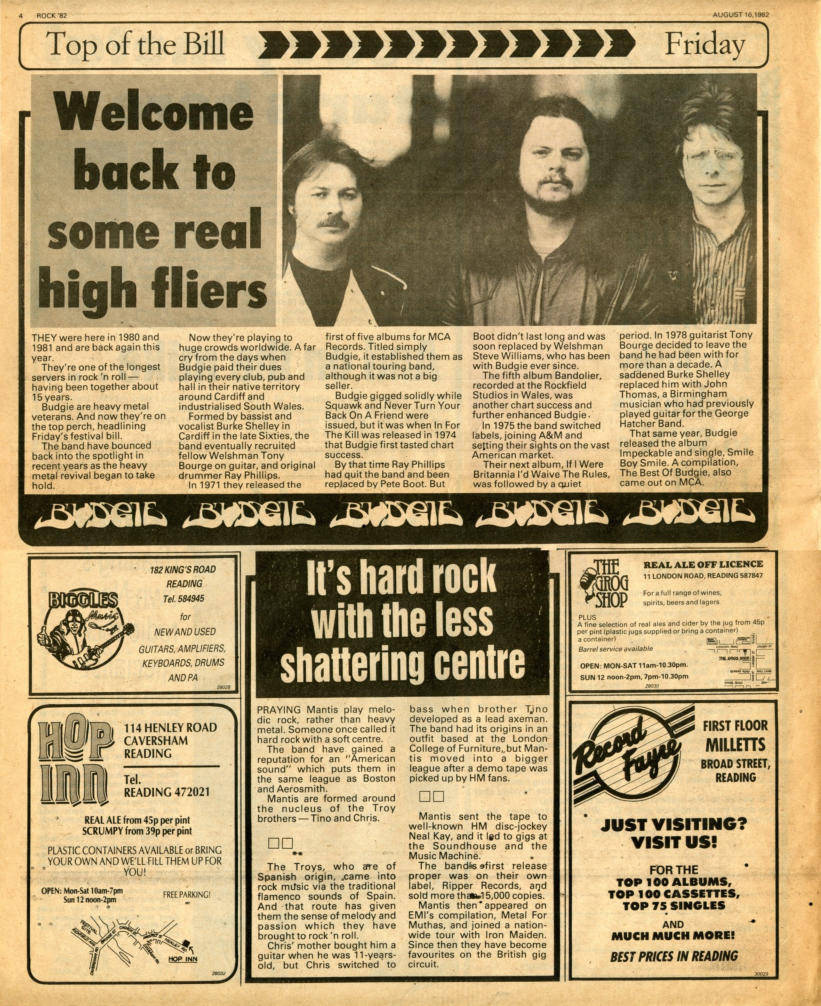 4 ROCK '82
AUGUST 16,1982
Top of the Bill
Friday
Welcome
back to
some real
high fliers
THEY were here in 1980 and
1981 and are back again this
year.
They're one of the longest
servers in rock 'n roll —
having been together about
15 years.
Budgie are heavy metal
veterans. And now they're on
the top perch, headlining
Friday's festival bill.
The band have bounced
back into the spotlight in
recent years as the heavy
metal revival began to take
hold.
Now they're playing to
huge crowds worldwide. A far
cry from the days when
Budgie paid their dues
playing every club, pub and
hall in their native territory
around Cardiff and
industrialised South Wales.
Formed by bassist and
vocalist Burke Shelley in
Cardiff in the late Sixties, the
band eventually recruited
fellow Welshman Tony
Bourge on guitar, and original
drummer Ray Phillips.
In 1971 they released the
first of five albums for MCA
Records. Titled simply
Budgie, it established them as
a national touring band,
although it was not a big
seller.
Budgie gigged solidly while
Squawk and Never Turn Your
Back On A Friend were
issued, but it was when In For
The Kill was released in 1974
that Budgie first tasted chart
success.
By that time Ray Phillips
had quit the band and been
replaced by Pete Boot. But
Boot didn't last long and was
soon replaced by Welshman
Steve Williams, who has been
with Budgie ever since.
The fifth album Bandolier,
recorded at the Rockfield
Studios in Wales, was
another chart success and
further enhanced Budgie.
In 1975 the band switched
labels, joining A&M and
setting their sights on the vast
American market.
Their next album, If I Were
Britannia I'd Waive The Rules,
was followed by a quiet
period. In 1978 guitarist Tony
Bourge decided to leave the
band he had been with for
more than a decade. A
saddened Burke Shelley
replaced him with John
Thomas, a Birmingham
musician who had previously
played guitar for the George
Hatcher Band.
That same year, Budgie
released the album
Impeckable and single, Smile
Boy Smile. A compilation,
The Best Of Budgie, also
came out on MCA.
BUDGIE BUDGIE BUDGIE BUDGIE BUDGIE
BIGGLES
Music
182 KING'S ROAD
READING
Tel. 584945
for
NEW AND USED
GUITARS, AMPLIFIERS,
KEYBOARDS, DRUMS
AND PA
HOP
INN
114 HENLEY ROAD
CAVERSHAM
READING
Tel.
READING 472021
REAL ALE from 45p per pint
SCRUMPY from 39p per pint
PLASTIC CONTAINERS AVAILABLE or BRING
YOUR OWN AND WE'LL FILL THEM UP FOR
YOU!
OPEN: Mon-Sat 10am-7pm
Sun 12 noon-2pm
FREE PARKING!
HOP INN
It's hard rock
with the less
shattering centre
PRAYING Mantis play melo-
dic rock, rather than heavy
metal. Someone once called it
hard rock with a soft centre.
The band have gained a
reputation for an "American
sound" which puts them in
the same league as Boston
and Aerosmith.
Mantis are formed around
the nucleus of the Troy
brothers — Tino and Chris.
The Troys, who are of
Spanish origin, came into
rock music via the traditional
flamenco sounds of Spain.
And that route has given
them the sense of melody and
passion which they have
brought to rock 'n roll.
Chris' mother bought him a
guitar when he was 11-years-
old, but Chris switched to
bass when brother Tino
developed as a lead axeman.
The band had its origins in an
outfit based at the London
College of Furniture, but Man-
tis moved into a bigger
league after a demo tape was
picked up by HM fans.
Mantis sent the tape to
well-known HM disc-jockey
Neal Kay, and it led to gigs at
the Soundhouse and the
Music Machine.
The band's first release
proper was on their own
label, Ripper Records, and
sold more than 15,000 copies.
Mantis then appeared on
EMI's compilation, Metal For
Muthas, and joined a nation-
wide tour with Iron Maiden.
Since then they have become
favourites on the British gig
circuit.
THE
GROG
SHOP
REAL ALE OFF LICENCE
11 LONDON ROAD, READING 587847
For a full range of wines,
spirits, beers and lagers
PLUS
A fine selection of real ales and cider by the jug from 45p
per pint (plastic jugs supplied or bring a container)
a container)
Barrel service available
OPEN: MON-SAT 11am-10.30pm.
SUN 12 noon-2pm, 7pm-10.30pm
THE GROG SHOP
Record
Fayre
FIRST FLOOR
MILLETTS
BROAD STREET,
READING
JUST VISITING?
VISIT US!
FOR THE
TOP 100 ALBUMS,
TOP 100 CASSETTES,
TOP 75 SINGLES
AND
MUCH MUCH MORE!
BEST PRICES IN READING